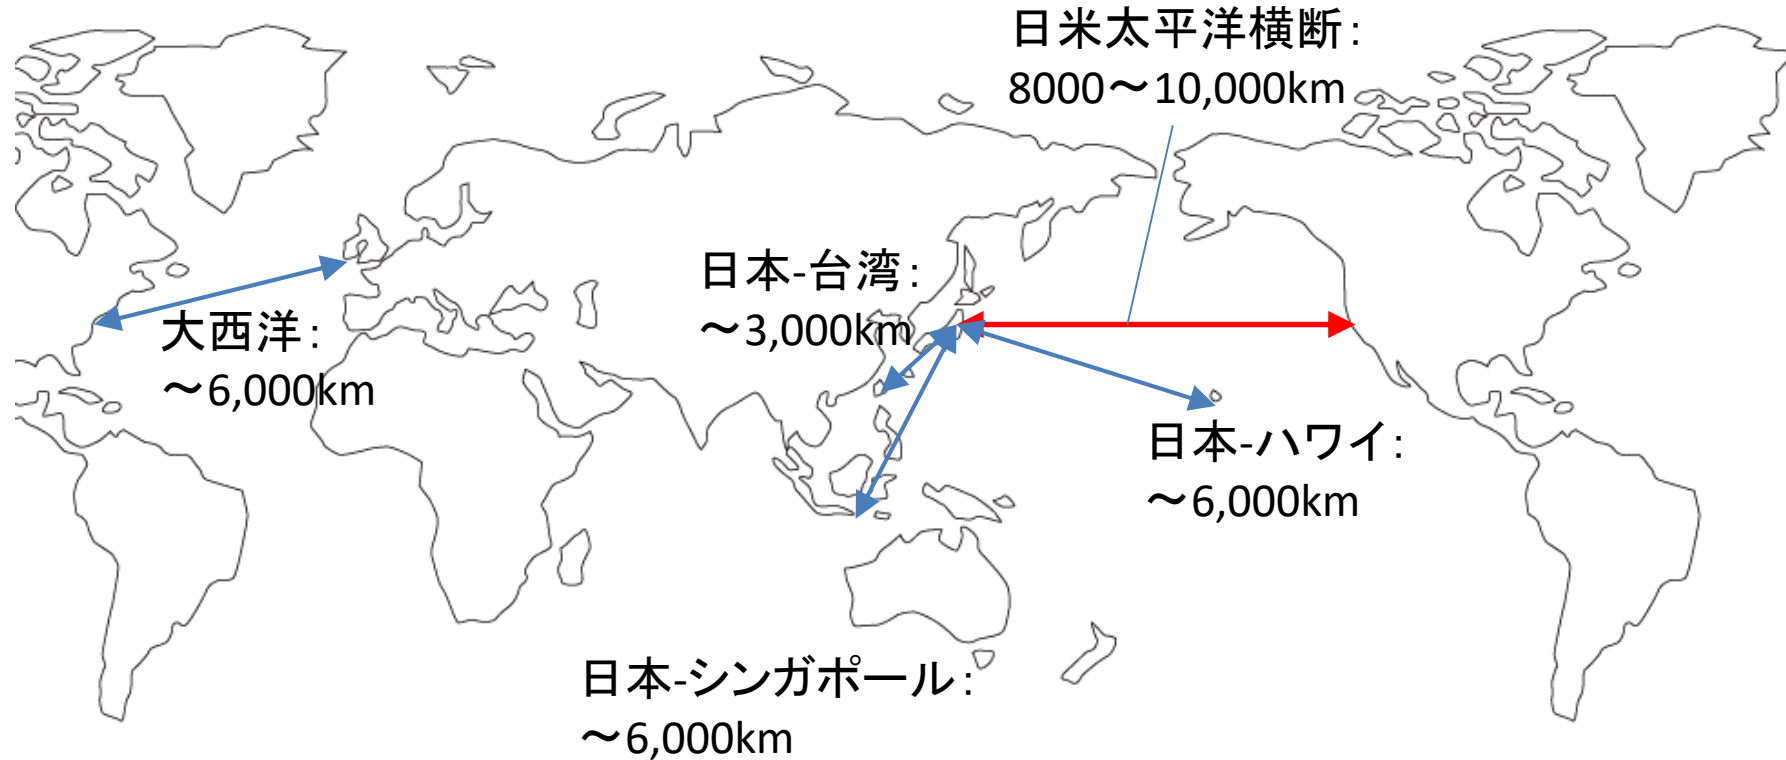 日米太平洋横断：
8000～10,000km
日本-台湾：
～3,000km
大西洋：
～6,000km
日本-ハワイ：
～6,000km
日本-シンガポール：
～6,000km